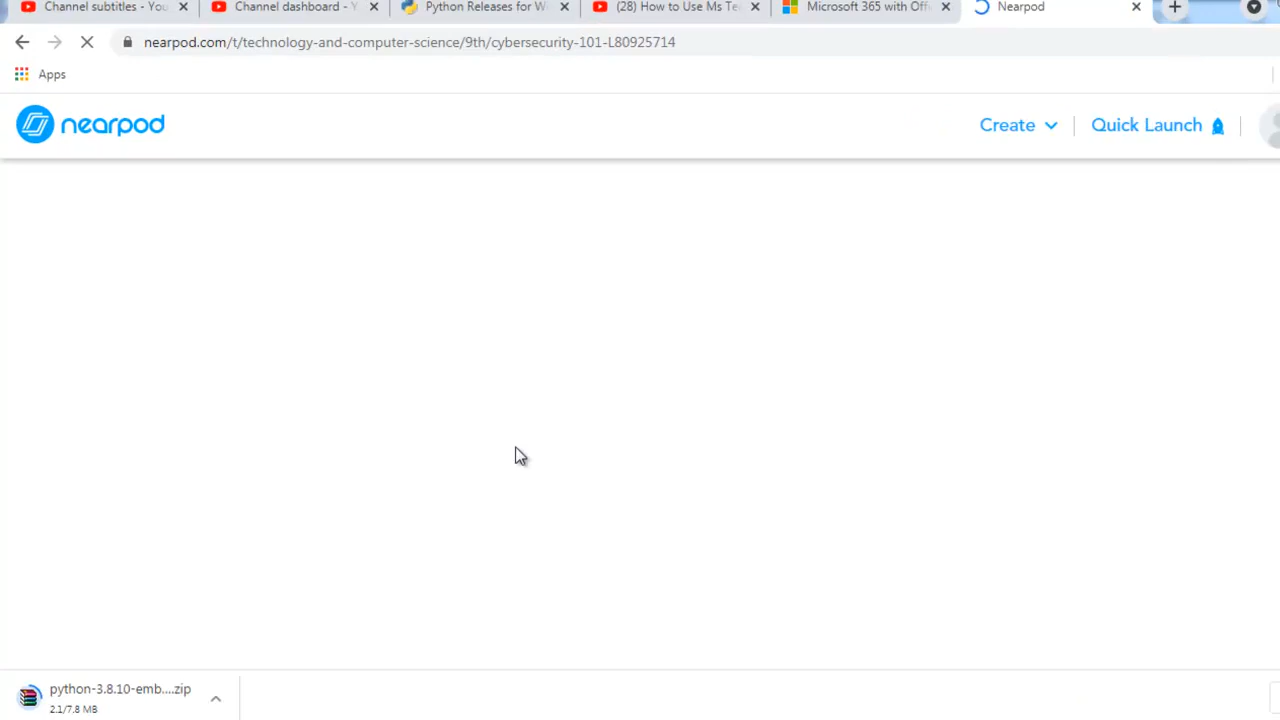 Channel subtitles - You
Channel dashboard - Y
Python Releases for Wi
(28) How to Use Ms Te
Microsoft 365 with Offi
Nearpod
nearpod.com/t/technology-and-computer-science/9th/cybersecurity-101-L80925714
Apps
nearpod
Create
Quick Launch
python-3.8.10-emb....zip
2.1/7.8 MB